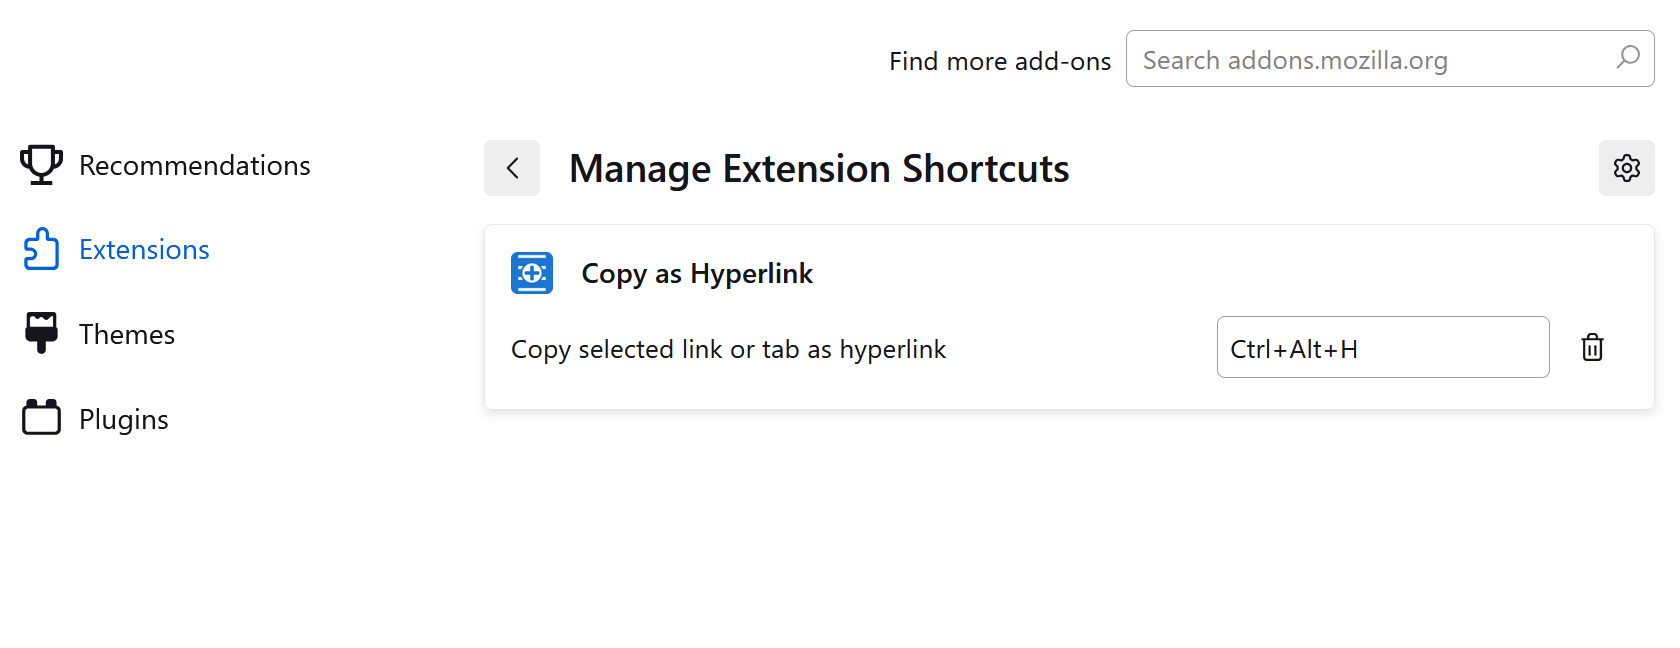 Find more add-ons
Search addons.mozilla.org
Recommendations
Extensions
Themes
Plugins
Manage Extension Shortcuts
Copy as Hyperlink
Copy selected link or tab as hyperlink
Ctrl+Alt+H